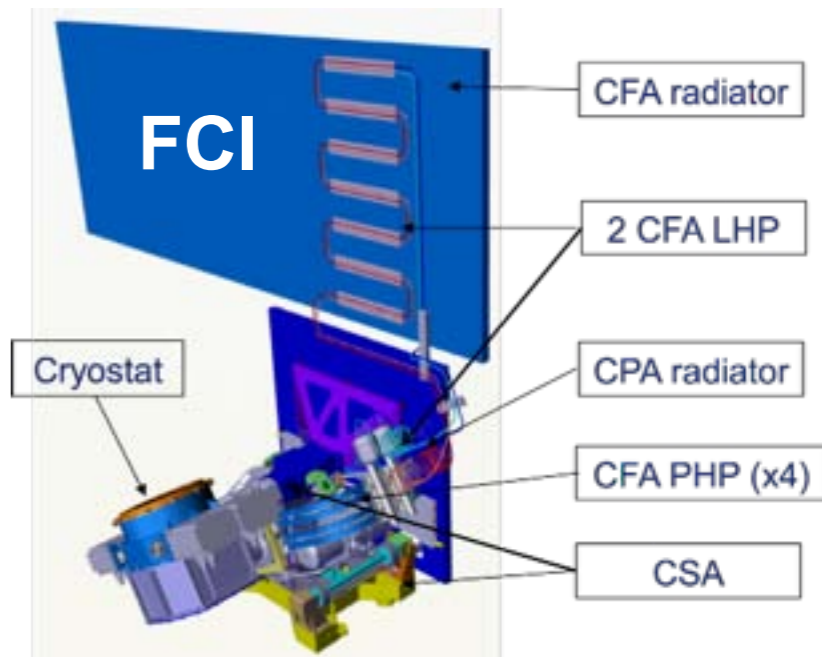 FCI
CFA radiator
2 CFA LHP
Cryostat
CPA radiator
CFA PHP (x4)
CSA